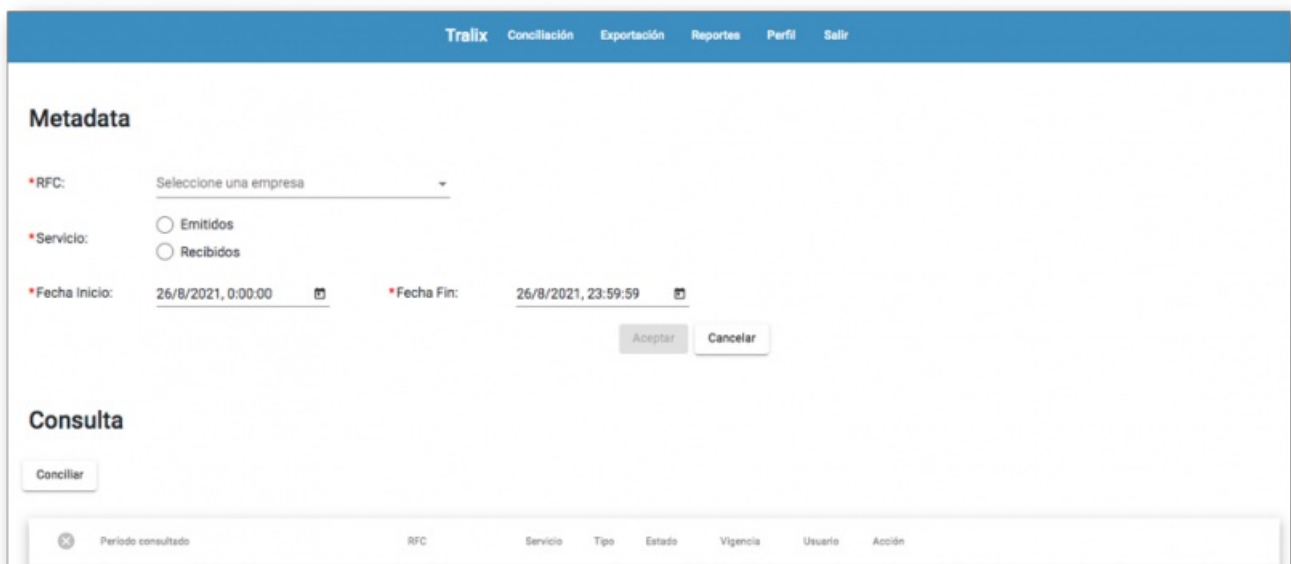 Tralix Conciliación Exportación Reportes Perfil Salir
Metadata
*RFC: Seleccione una empresa
*Servicio:
Emitidos
Recibidos
*Fecha Inicio: 26/8/2021, 0:00:00 *Fecha Fin: 26/8/2021, 23:59:59
Aceptar Cancelar
Consulta
Conciliar
Periodo consultado RFC Servicio Tipo Estado Vigencia Usuario Acción